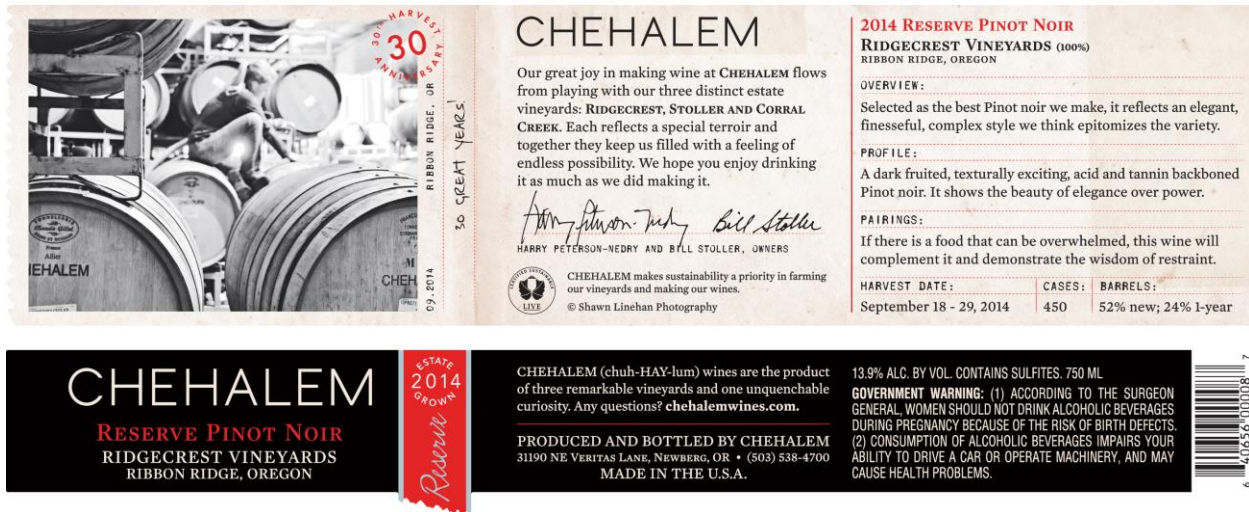 30TH HARVEST
30
ANNIVERSARY
RIBBON RIDGE, OR
09.2014
30 GREAT YEARS!
France
Allier
IEHALEM
CHEH
CHEHALEM
Our great joy in making wine at CHEHALEM flows
from playing with our three distinct estate
vineyards: RIDGECREST, STOLLER AND CORRAL
CREEK. Each reflects a special terroir and
together they keep us filled with a feeling of
endless possibility. We hope you enjoy drinking
it as much as we did making it.
Harry Peterson-Nedry Bill Stoller
HARRY PETERSON-NEDRY AND BILL STOLLER, OWNERS
CERTIFIED SUSTAINABLE
LIVE
CHEHALEM makes sustainability a priority in farming
our vineyards and making our wines.
© Shawn Linehan Photography
2014 RESERVE PINOT NOIR
RIDGECREST VINEYARDS (100%)
RIBBON RIDGE, OREGON
OVERVIEW:
Selected as the best Pinot noir we make, it reflects an elegant,
finesseful, complex style we think epitomizes the variety.
PROFILE:
A dark fruited, texturally exciting, acid and tannin backboned
Pinot noir. It shows the beauty of elegance over power.
PAIRINGS:
If there is a food that can be overwhelmed, this wine will
complement it and demonstrate the wisdom of restraint.
HARVEST DATE: CASES: BARRELS:
September 18 - 29, 2014 450 52% new; 24% 1-year
CHEHALEM
RESERVE PINOT NOIR
RIDGECREST VINEYARDS
RIBBON RIDGE, OREGON
ESTATE
2014
GROWN
Reserve
CHEHALEM (chuh-HAY-lum) wines are the product
of three remarkable vineyards and one unquenchable
curiosity. Any questions? chehalemwines.com.
PRODUCED AND BOTTLED BY CHEHALEM
31190 NE VERITAS LANE, NEWBERG, OR • (503) 538-4700
MADE IN THE U.S.A.
13.9% ALC. BY VOL. CONTAINS SULFITES. 750 ML
GOVERNMENT WARNING: (1) ACCORDING TO THE SURGEON
GENERAL, WOMEN SHOULD NOT DRINK ALCOHOLIC BEVERAGES
DURING PREGNANCY BECAUSE OF THE RISK OF BIRTH DEFECTS.
(2) CONSUMPTION OF ALCOHOLIC BEVERAGES IMPAIRS YOUR
ABILITY TO DRIVE A CAR OR OPERATE MACHINERY, AND MAY
CAUSE HEALTH PROBLEMS.
6 40656 00008 7